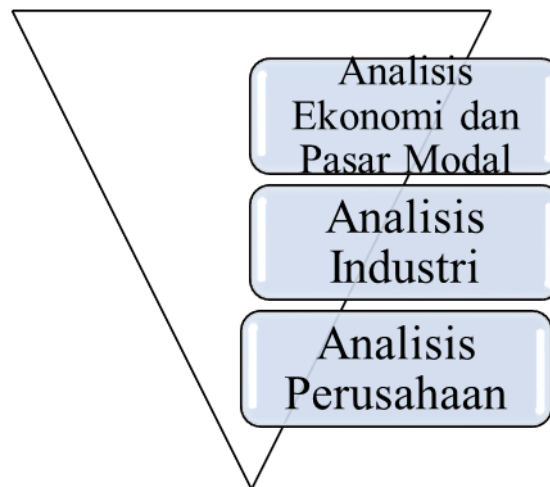 Analisis
Ekonomi dan
Pasar Modal
Analisis
Industri
Analisis
Perusahaan